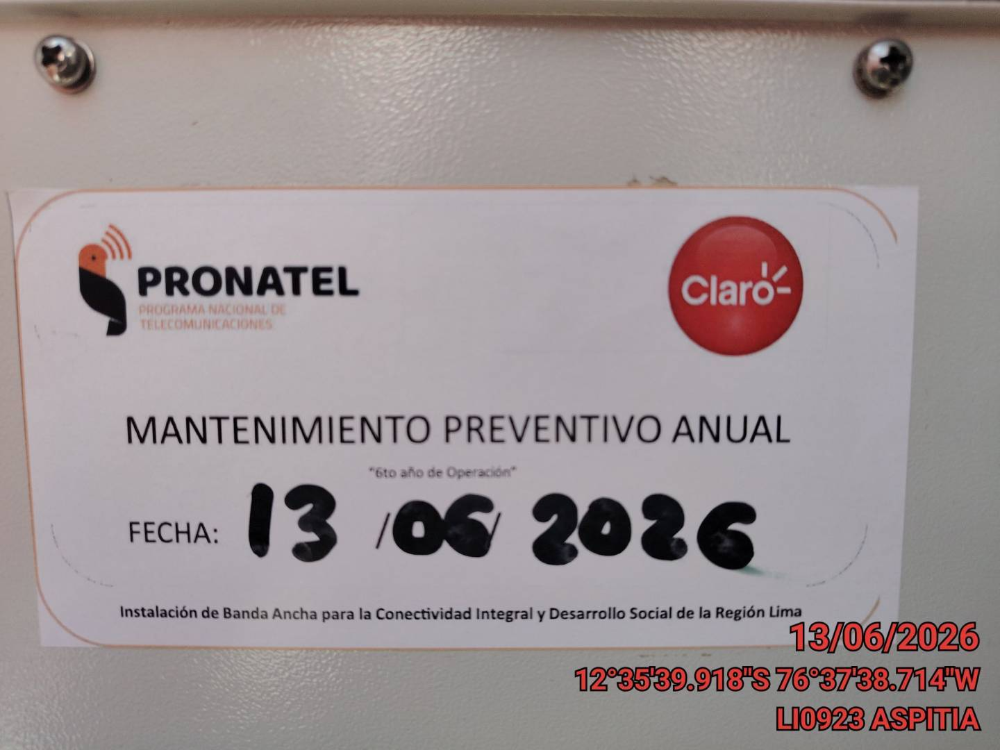 PRONATEL
PROGRAMA NACIONAL DE
TELECOMUNICACIONES
Claro
MANTENIMIENTO PREVENTIVO ANUAL
"6to año de Operación"
FECHA: 13 /06/ 2026
Instalación de Banda Ancha para la Conectividad Integral y Desarrollo Social de la Región Lima
13/06/2026
12°35'39.918"S 76°37'38.714"W
LI0923 ASPITIA